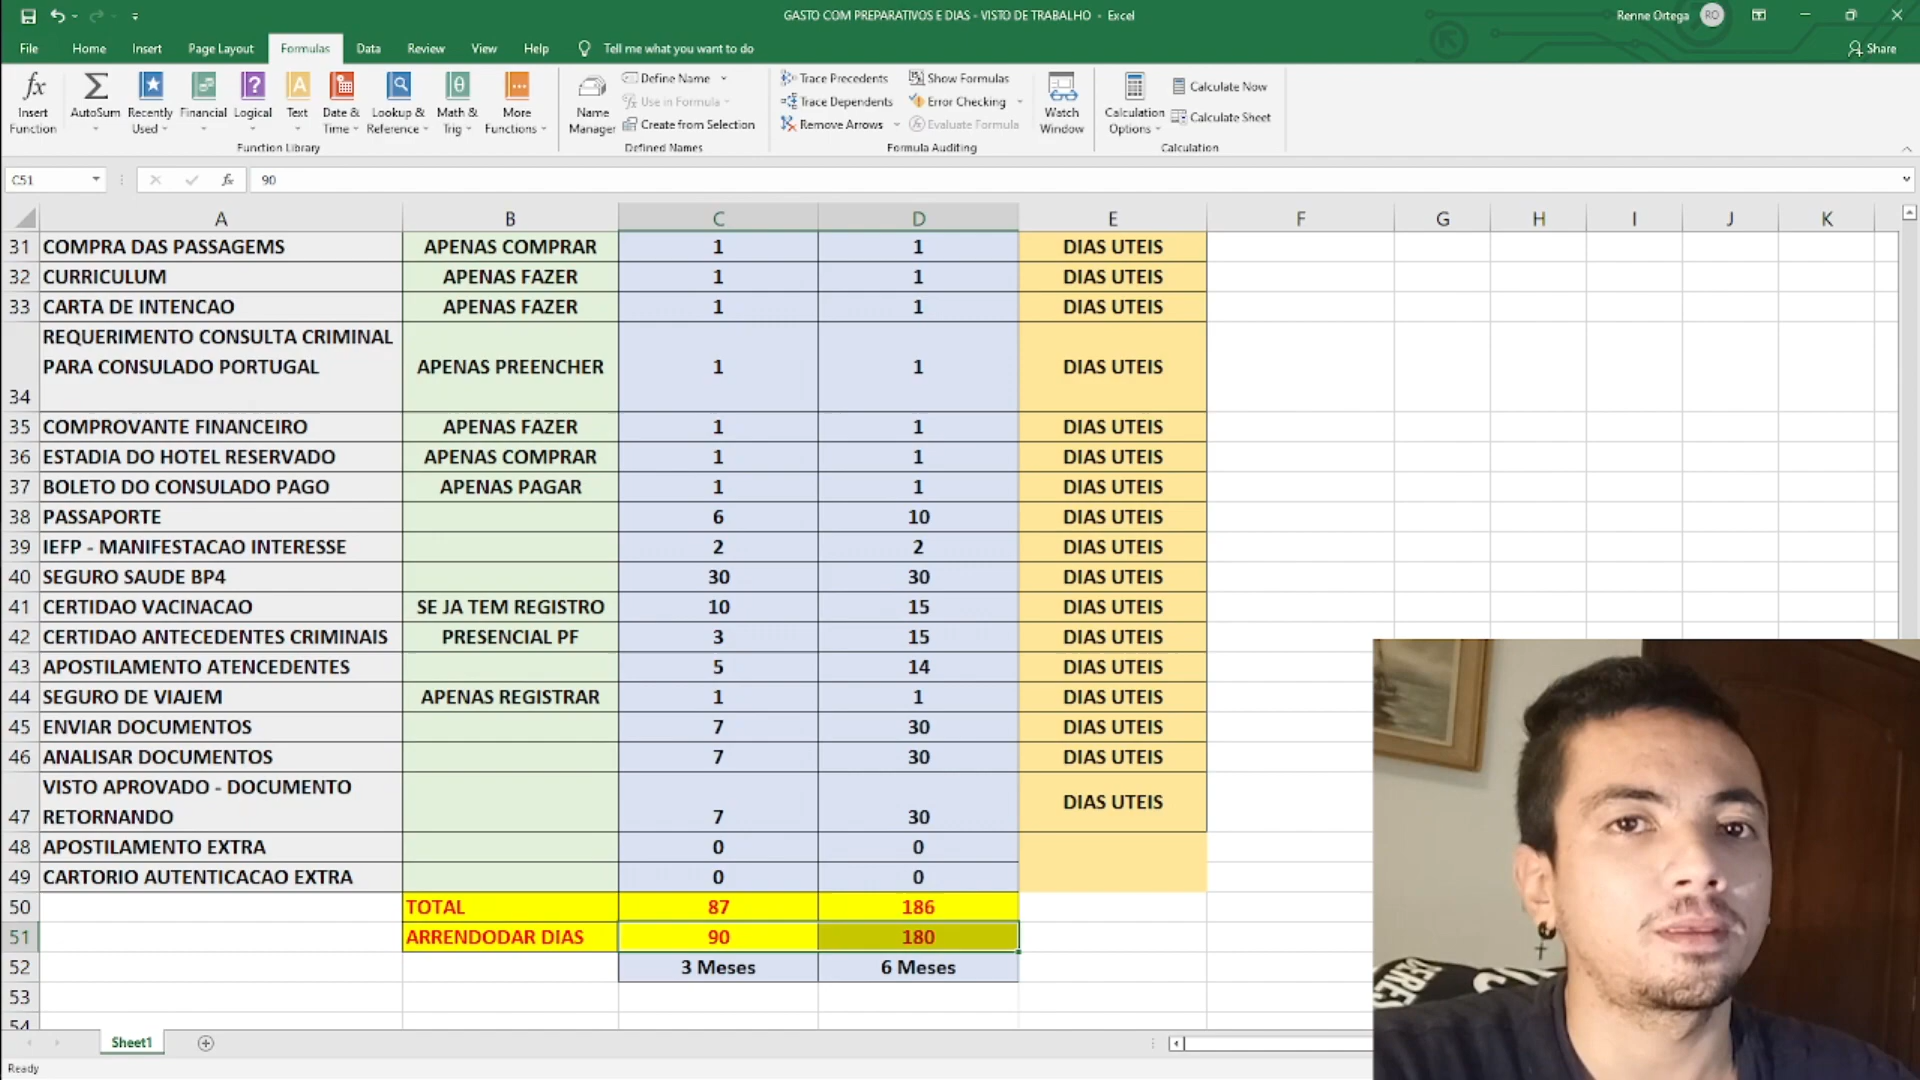 GASTO COM PREPARATIVOS E DIAS - VISTO DE TRABALHO - Excel
Renne Ortega RO
File Home Insert Page Layout Formulas Data Review View Help Tell me what you want to do Share
Insert Function
AutoSum
Recently Used
Financial
Logical
Text
Date & Time
Lookup & Reference
Math & Trig
More Functions
Function Library
Name Manager
Define Name
Use in Formula
Create from Selection
Defined Names
Trace Precedents
Trace Dependents
Remove Arrows
Show Formulas
Error Checking
Evaluate Formula
Formula Auditing
Watch Window
Calculation Options
Calculate Now
Calculate Sheet
Calculation
C51 fx 90
A B C D E F G H I J K
31 COMPRA DAS PASSAGEMS APENAS COMPRAR 1 1 DIAS UTEIS
32 CURRICULUM APENAS FAZER 1 1 DIAS UTEIS
33 CARTA DE INTENCAO APENAS FAZER 1 1 DIAS UTEIS
REQUERIMENTO CONSULTA CRIMINAL
PARA CONSULADO PORTUGAL APENAS PREENCHER 1 1 DIAS UTEIS
34
35 COMPROVANTE FINANCEIRO APENAS FAZER 1 1 DIAS UTEIS
36 ESTADIA DO HOTEL RESERVADO APENAS COMPRAR 1 1 DIAS UTEIS
37 BOLETO DO CONSULADO PAGO APENAS PAGAR 1 1 DIAS UTEIS
38 PASSAPORTE 6 10 DIAS UTEIS
39 IEFP - MANIFESTACAO INTERESSE 2 2 DIAS UTEIS
40 SEGURO SAUDE BP4 30 30 DIAS UTEIS
41 CERTIDAO VACINACAO SE JA TEM REGISTRO 10 15 DIAS UTEIS
42 CERTIDAO ANTECEDENTES CRIMINAIS PRESENCIAL PF 3 15 DIAS UTEIS
43 APOSTILAMENTO ATENCEDENTES 5 14 DIAS UTEIS
44 SEGURO DE VIAJEM APENAS REGISTRAR 1 1 DIAS UTEIS
45 ENVIAR DOCUMENTOS 7 30 DIAS UTEIS
46 ANALISAR DOCUMENTOS 7 30 DIAS UTEIS
VISTO APROVADO - DOCUMENTO DIAS UTEIS
47 RETORNANDO 7 30
48 APOSTILAMENTO EXTRA 0 0
49 CARTORIO AUTENTICACAO EXTRA 0 0
50 TOTAL 87 186
51 ARRENDODAR DIAS 90 180
52 3 Meses 6 Meses
53
54
Sheet1
Ready